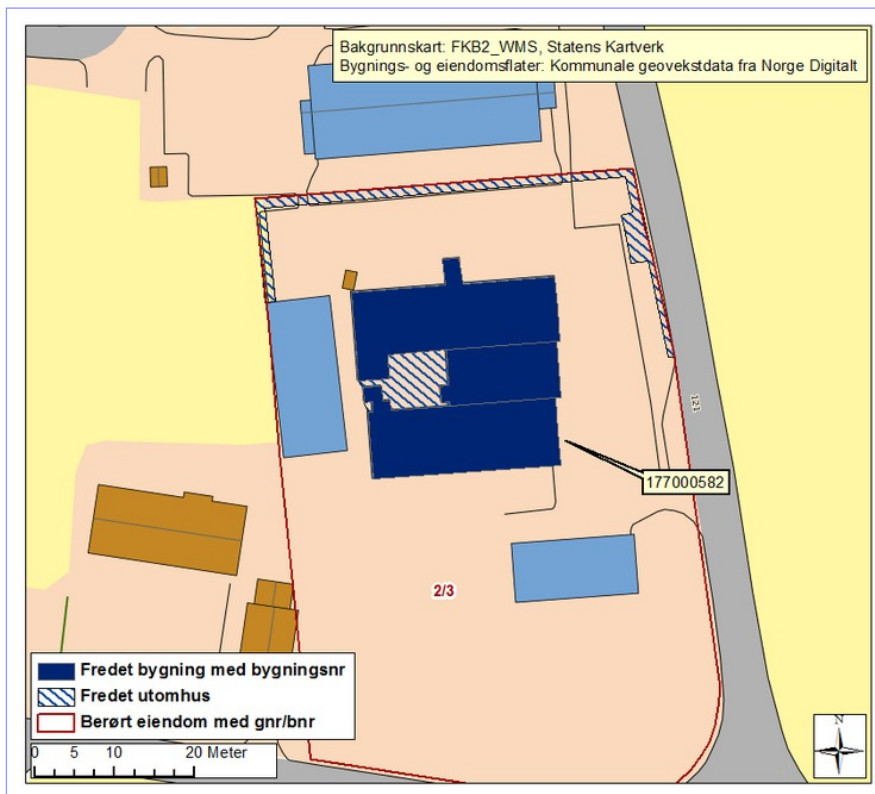 Bakgrunnskart: FKB2_WMS, Statens Kartverk
Bygnings- og eiendomsflater: Kommunale geovekstdata fra Norge Digitalt
121
177000582
2/3
Fredet bygning med bygningsnr
Fredet utomhus
Berørt eiendom med gnr/bnr
0 5 10 20 Meter
N